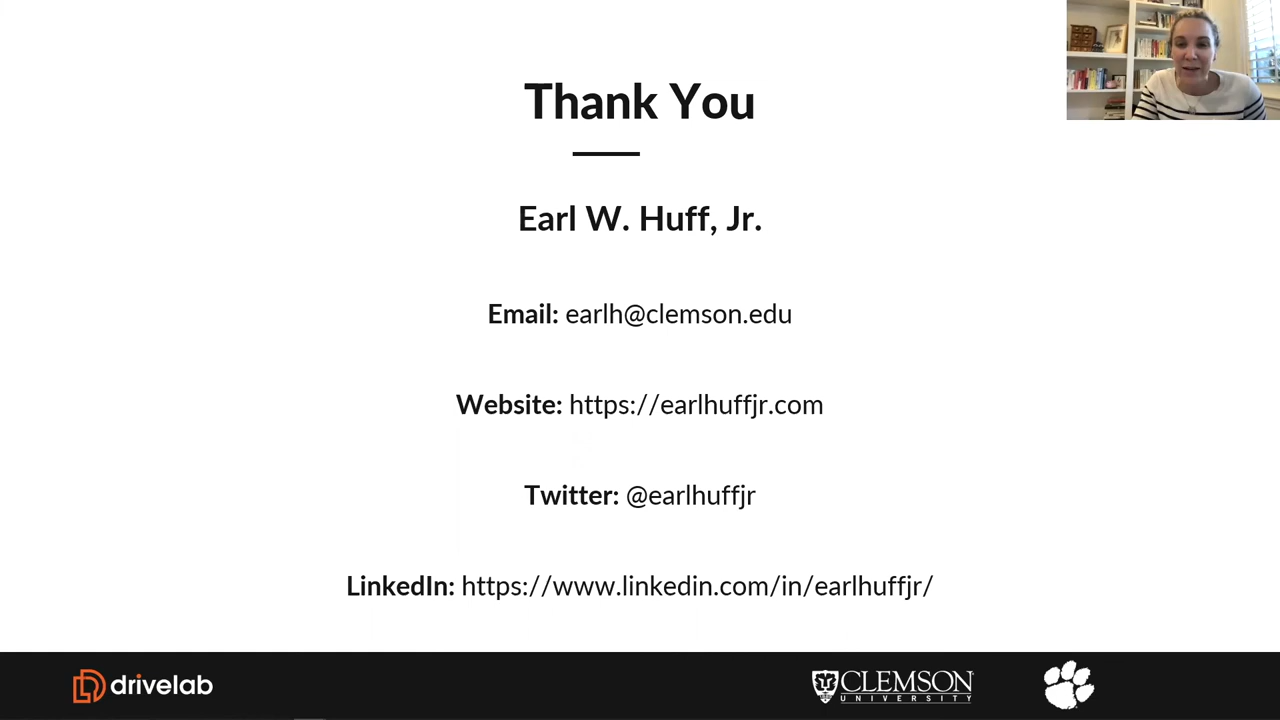 Thank You
Earl W. Huff, Jr.
Email: earlh@clemson.edu
Website: https://earlhuffjr.com
Twitter: @earlhuffjr
LinkedIn: https://www.linkedin.com/in/earlhuffjr/
drivelab
CLEMSON
UNIVERSITY